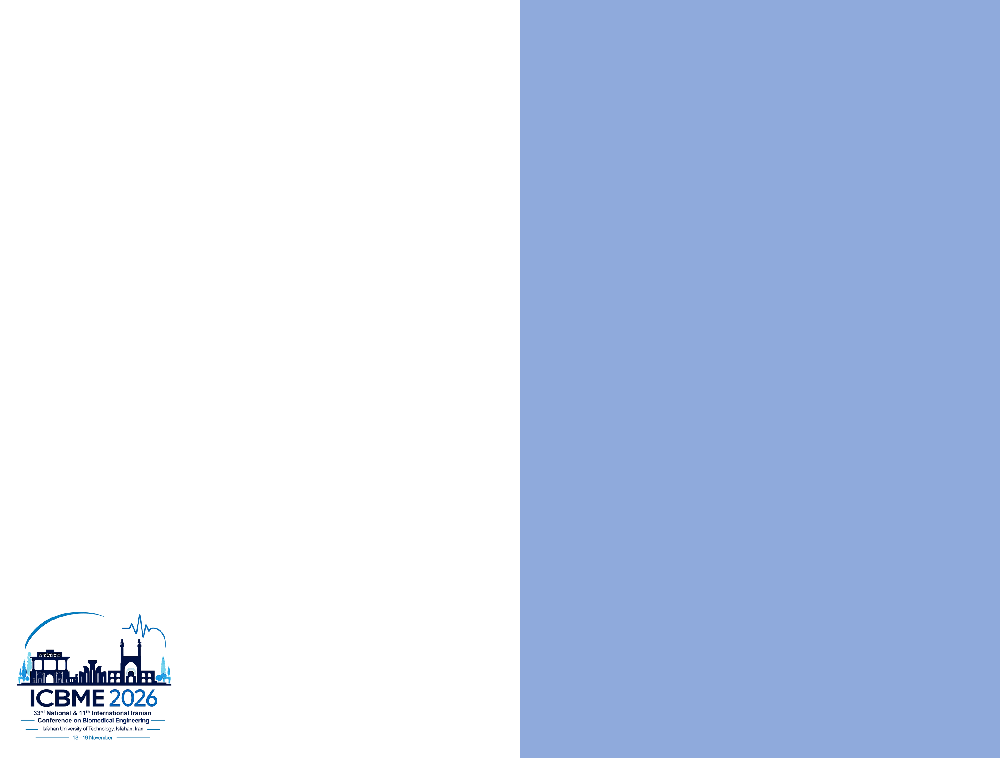 ICBME 2026
33rd National & 11th International Iranian
Conference on Biomedical Engineering
Isfahan University of Technology, Isfahan, Iran
18 –19 November